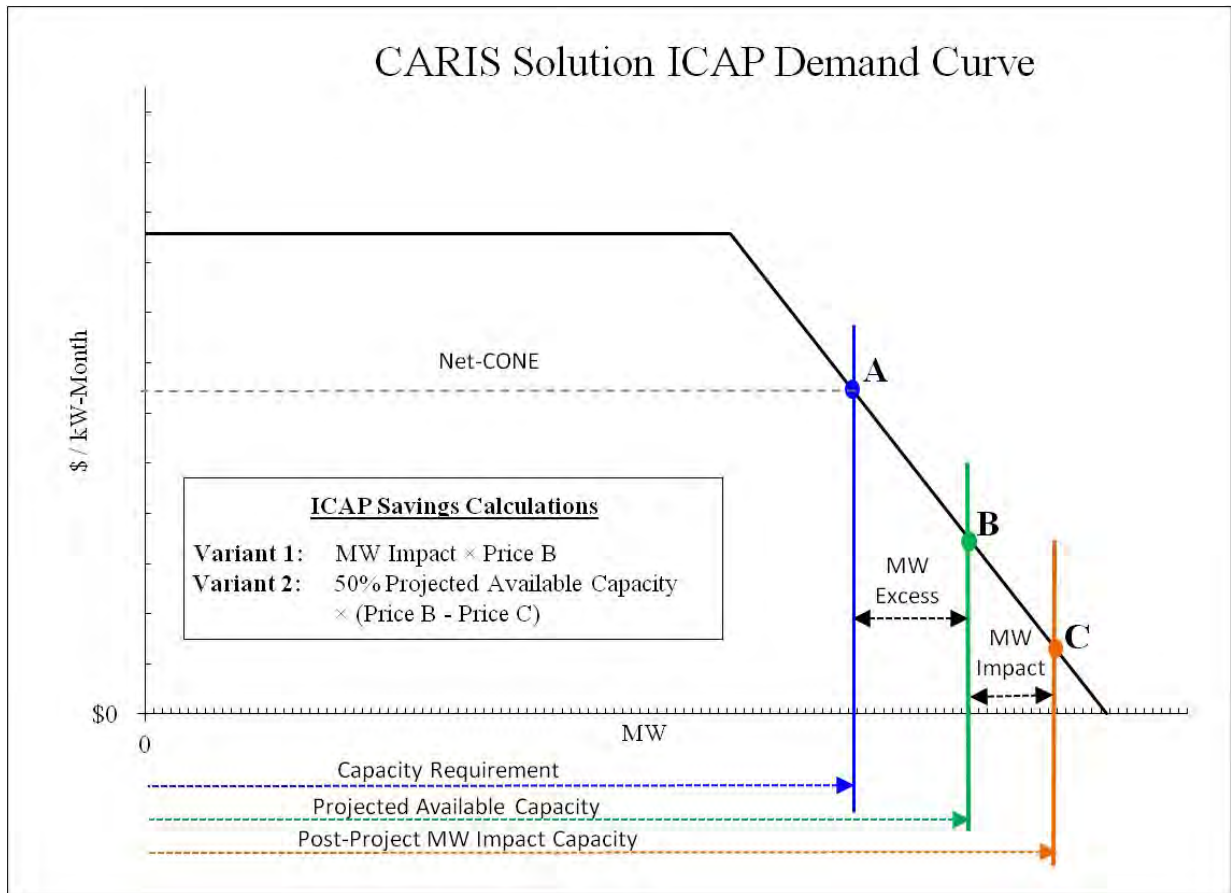 CARIS Solution ICAP Demand Curve
$ / kW-Month
Net-CONE
A
ICAP Savings Calculations
Variant 1: MW Impact × Price B
Variant 2: 50% Projected Available Capacity
× (Price B - Price C)
B
MW
Excess
C
MW
Impact
$0
0
MW
Capacity Requirement
Projected Available Capacity
Post-Project MW Impact Capacity